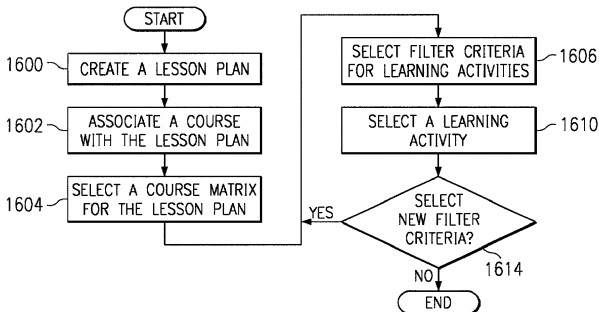 START
1600
CREATE A LESSON PLAN
1602
ASSOCIATE A COURSE
WITH THE LESSON PLAN
1604
SELECT A COURSE MATRIX
FOR THE LESSON PLAN
SELECT FILTER CRITERIA
FOR LEARNING ACTIVITIES
1606
SELECT A LEARNING
ACTIVITY
1610
SELECT
NEW FILTER
CRITERIA?
YES
1614
NO
END